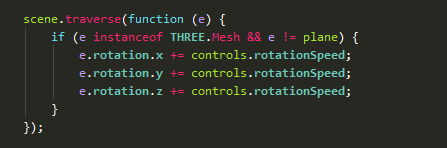 scene.traverse(function (e) {
    if (e instanceof THREE.Mesh && e != plane) {
        e.rotation.x += controls.rotationSpeed;
        e.rotation.y += controls.rotationSpeed;
        e.rotation.z += controls.rotationSpeed;
    }
});